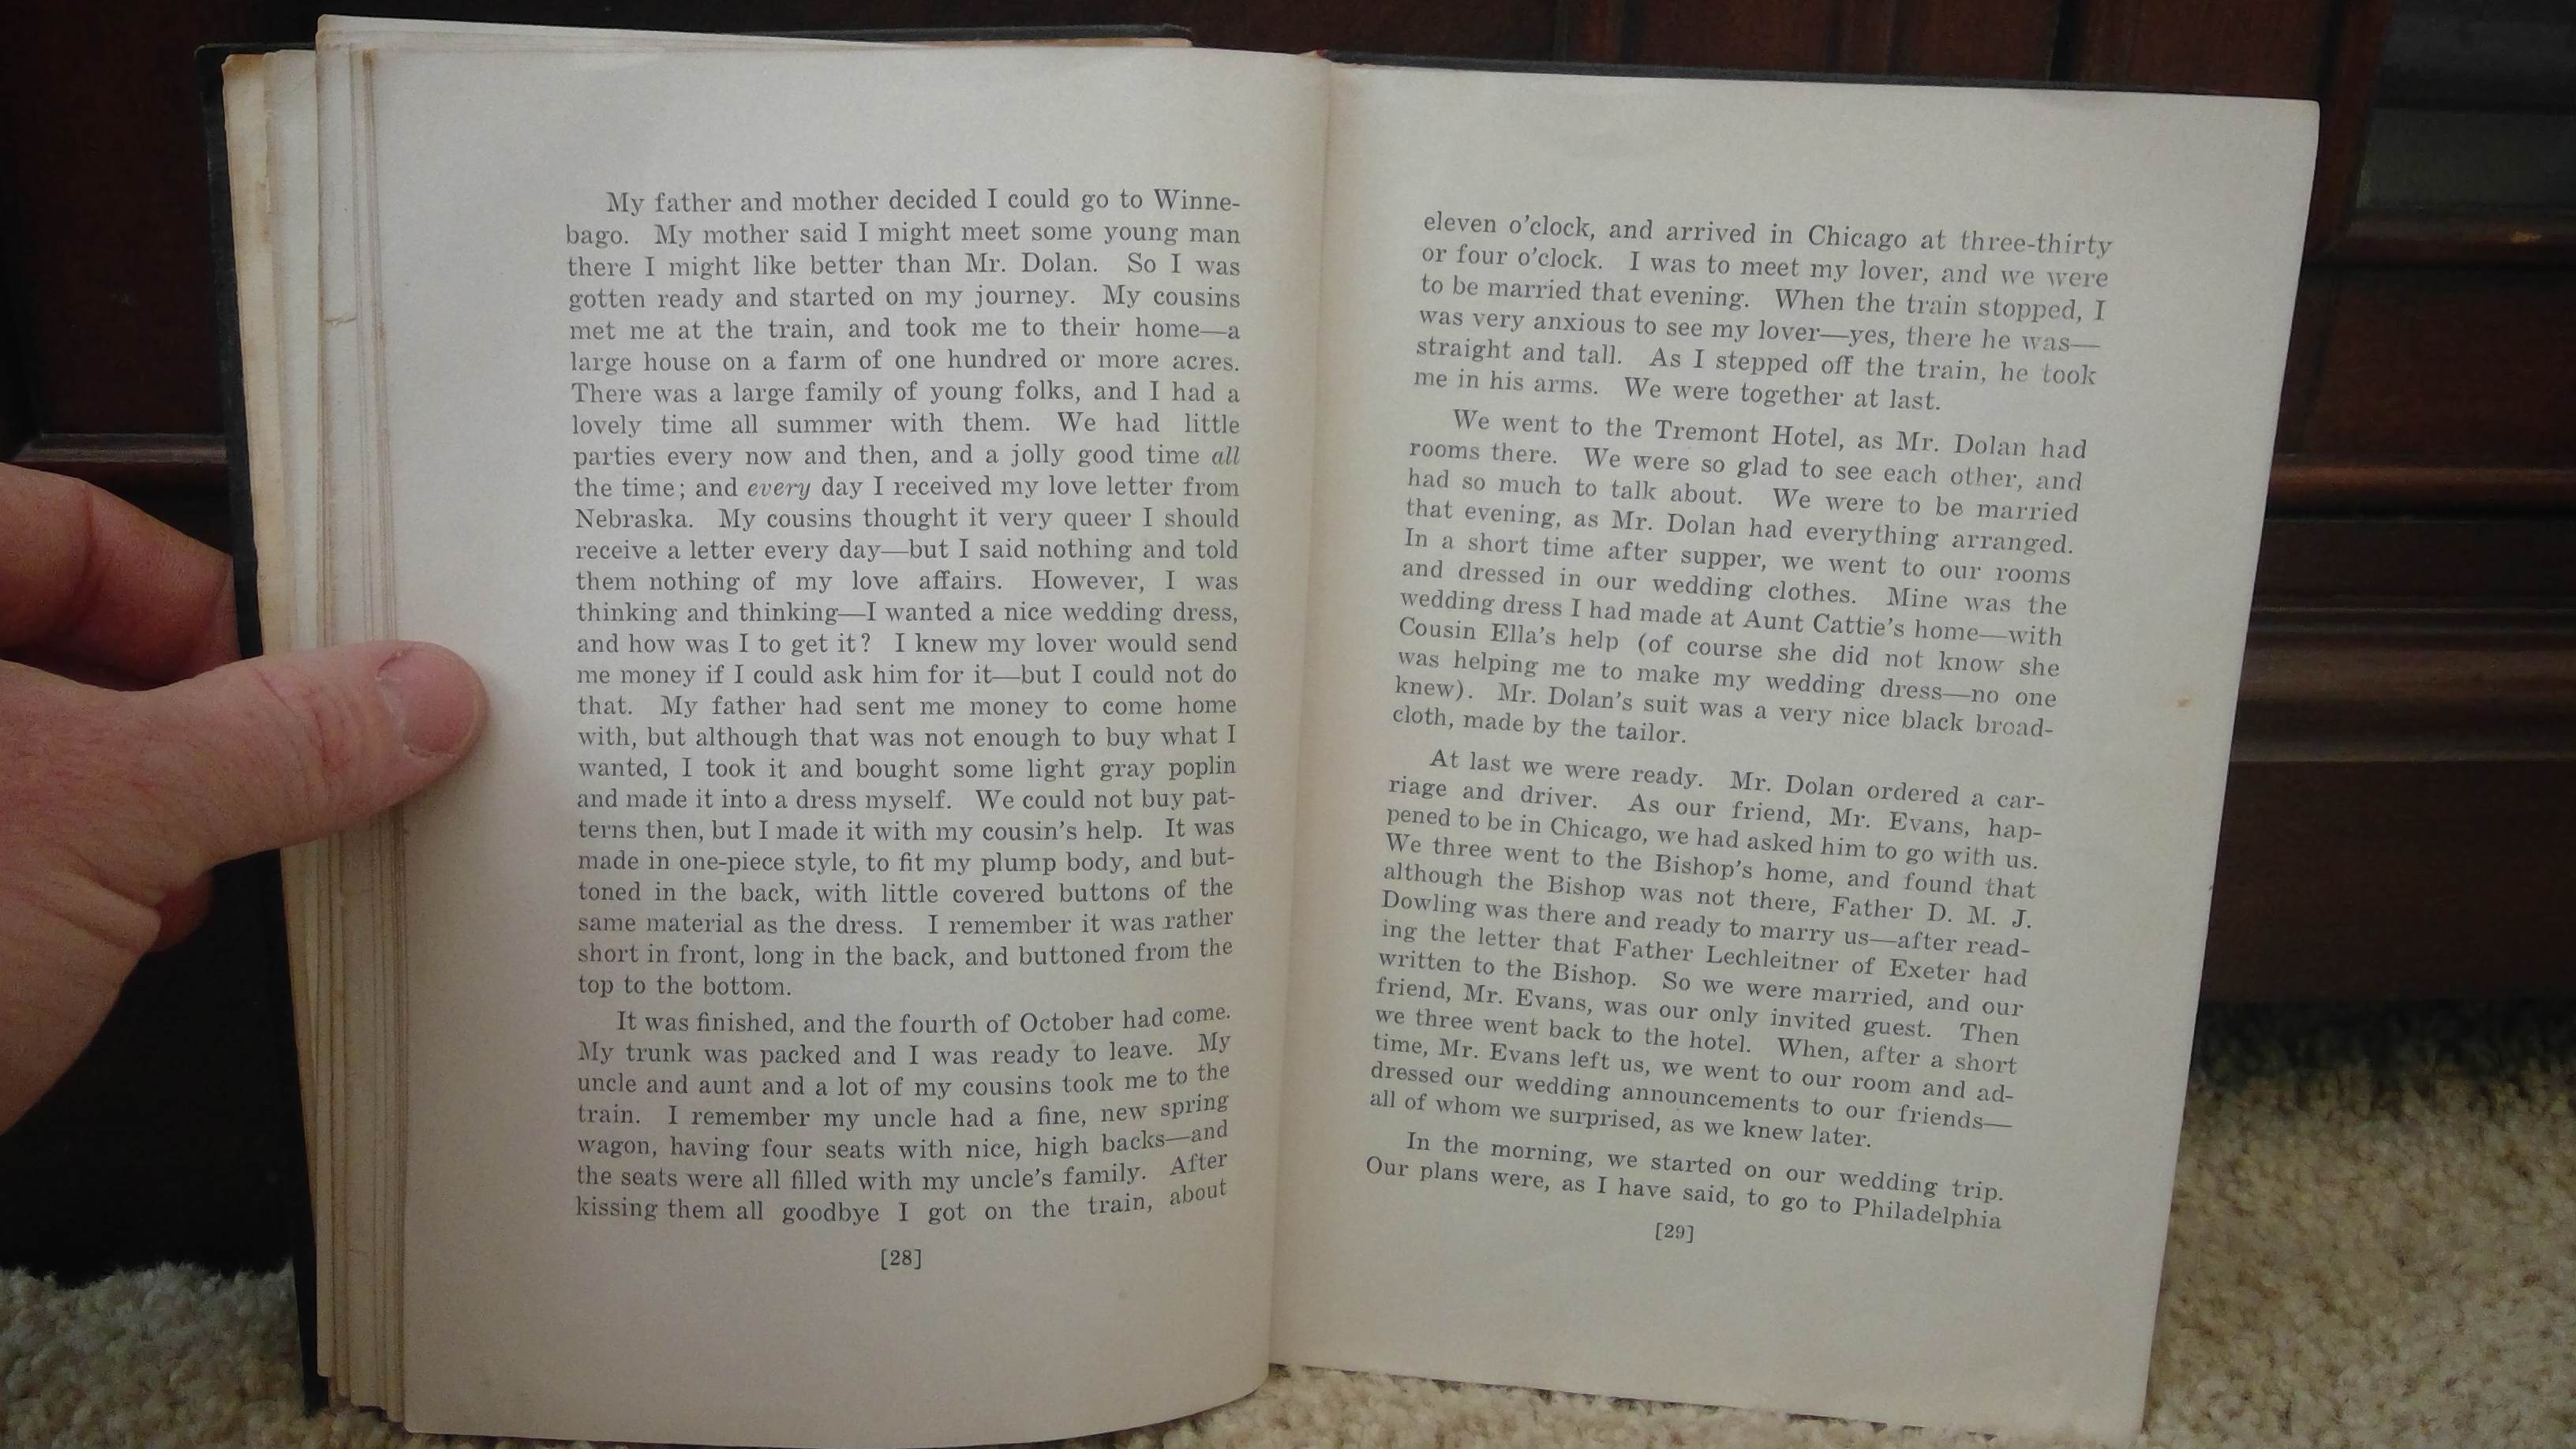 My father and mother decided I could go to Winne-
bago. My mother said I might meet some young man
there I might like better than Mr. Dolan. So I was
gotten ready and started on my journey. My cousins
met me at the train, and took me to their home—a
large house on a farm of one hundred or more acres.
There was a large family of young folks, and I had a
lovely time all summer with them. We had little
parties every now and then, and a jolly good time all
the time; and every day I received my love letter from
Nebraska. My cousins thought it very queer I should
receive a letter every day—but I said nothing and told
them nothing of my love affairs. However, I was
thinking and thinking—I wanted a nice wedding dress,
and how was I to get it? I knew my lover would send
me money if I could ask him for it—but I could not do
that. My father had sent me money to come home
with, but although that was not enough to buy what I
wanted, I took it and bought some light gray poplin
and made it into a dress myself. We could not buy pat-
terns then, but I made it with my cousin's help. It was
made in one-piece style, to fit my plump body, and but-
toned in the back, with little covered buttons of the
same material as the dress. I remember it was rather
short in front, long in the back, and buttoned from the
top to the bottom.
It was finished, and the fourth of October had come.
My trunk was packed and I was ready to leave. My
uncle and aunt and a lot of my cousins took me to the
train. I remember my uncle had a fine, new spring
wagon, having four seats with nice, high backs—and
the seats were all filled with my uncle's family. After
kissing them all goodbye I got on the train, about
[28]
eleven o'clock, and arrived in Chicago at three-thirty
or four o'clock. I was to meet my lover, and we were
to be married that evening. When the train stopped, I
was very anxious to see my lover—yes, there he was—
straight and tall. As I stepped off the train, he took
me in his arms. We were together at last.
We went to the Tremont Hotel, as Mr. Dolan had
rooms there. We were so glad to see each other, and
had so much to talk about. We were to be married
that evening, as Mr. Dolan had everything arranged.
In a short time after supper, we went to our rooms
and dressed in our wedding clothes. Mine was the
wedding dress I had made at Aunt Cattie's home—with
Cousin Ella's help (of course she did not know she
was helping me to make my wedding dress—no one
knew). Mr. Dolan's suit was a very nice black broad-
cloth, made by the tailor.
At last we were ready. Mr. Dolan ordered a car-
riage and driver. As our friend, Mr. Evans, hap-
pened to be in Chicago, we had asked him to go with us.
We three went to the Bishop's home, and found that
although the Bishop was not there, Father D. M. J.
Dowling was there and ready to marry us—after read-
ing the letter that Father Lechleitner of Exeter had
written to the Bishop. So we were married, and our
friend, Mr. Evans, was our only invited guest. Then
we three went back to the hotel. When, after a short
time, Mr. Evans left us, we went to our room and ad-
dressed our wedding announcements to our friends—
all of whom we surprised, as we knew later.
In the morning, we started on our wedding trip.
Our plans were, as I have said, to go to Philadelphia
[29]